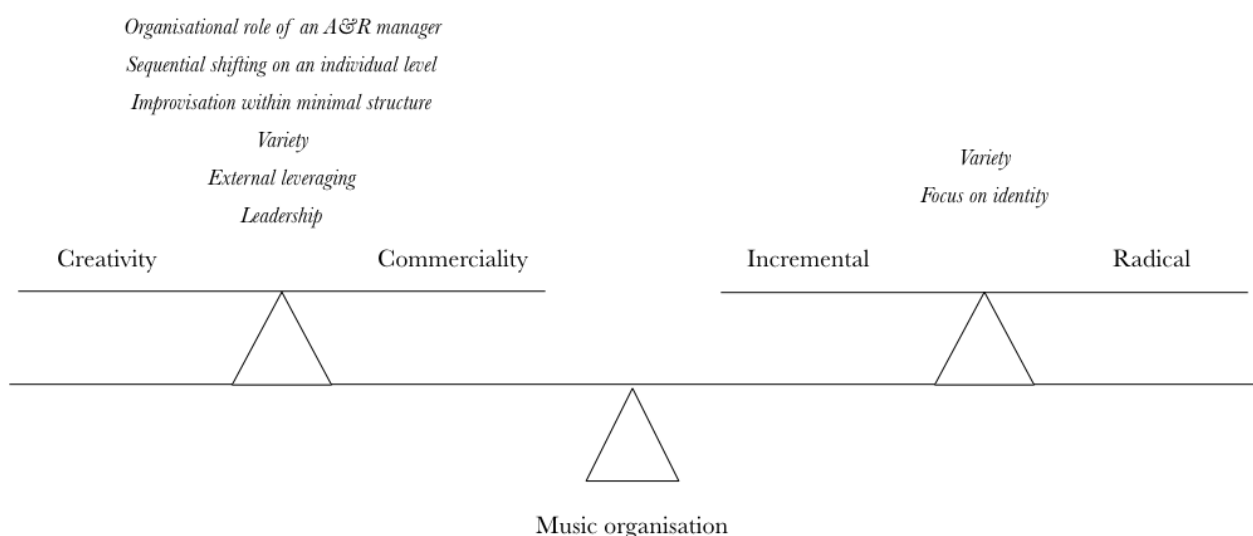 Organisational role of an A&R manager
Sequential shifting on an individual level
Improvisation within minimal structure
Variety
External leveraging
Leadership
Variety
Focus on identity
Creativity
Commerciality
Incremental
Radical
Music organisation